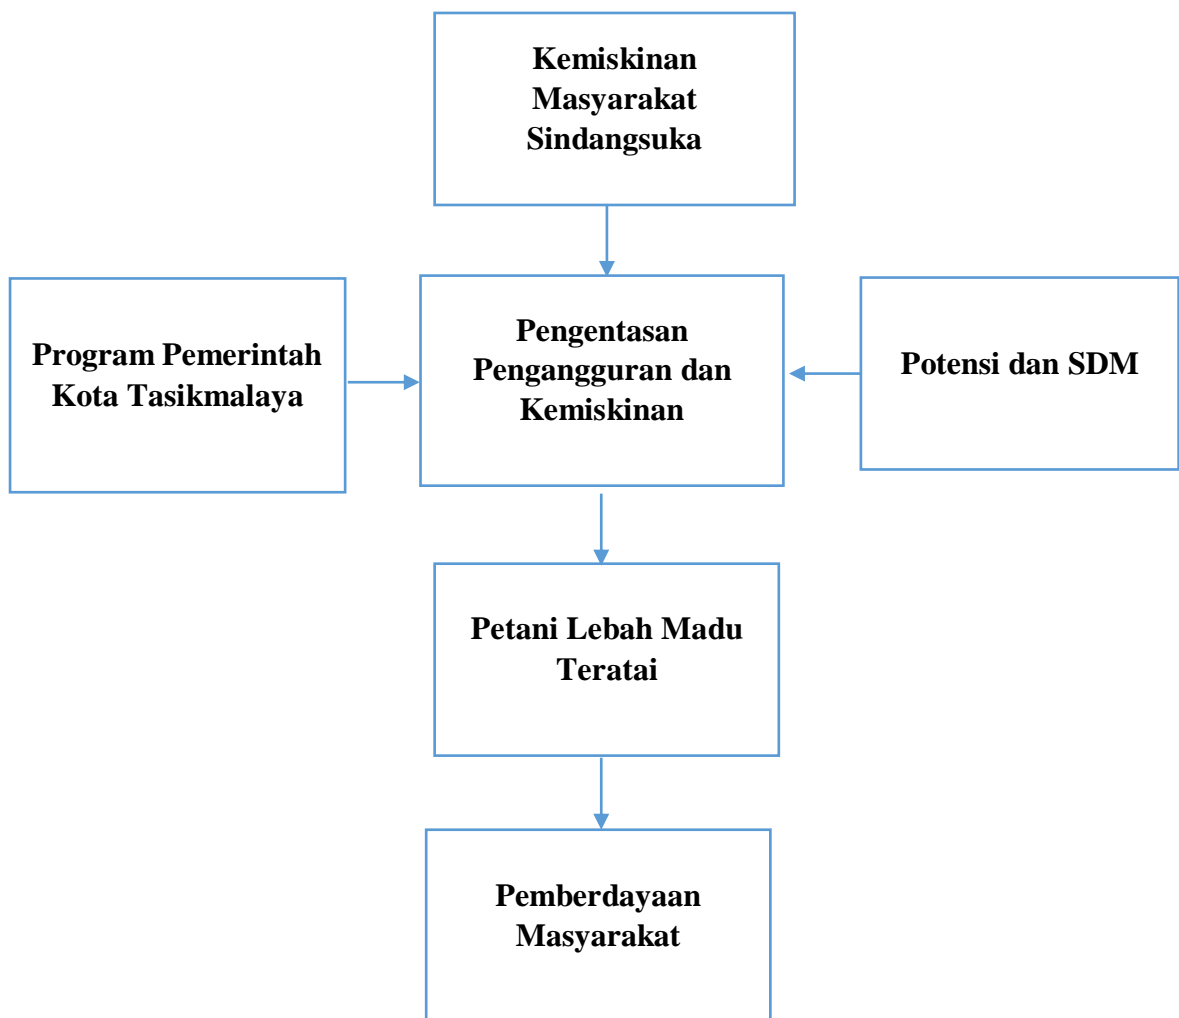 Kemiskinan
Masyarakat
Sindangsuka
Program Pemerintah
Kota Tasikmalaya
Pengentasan
Pengangguran dan
Kemiskinan
Potensi dan SDM
Petani Lebah Madu
Teratai
Pemberdayaan
Masyarakat